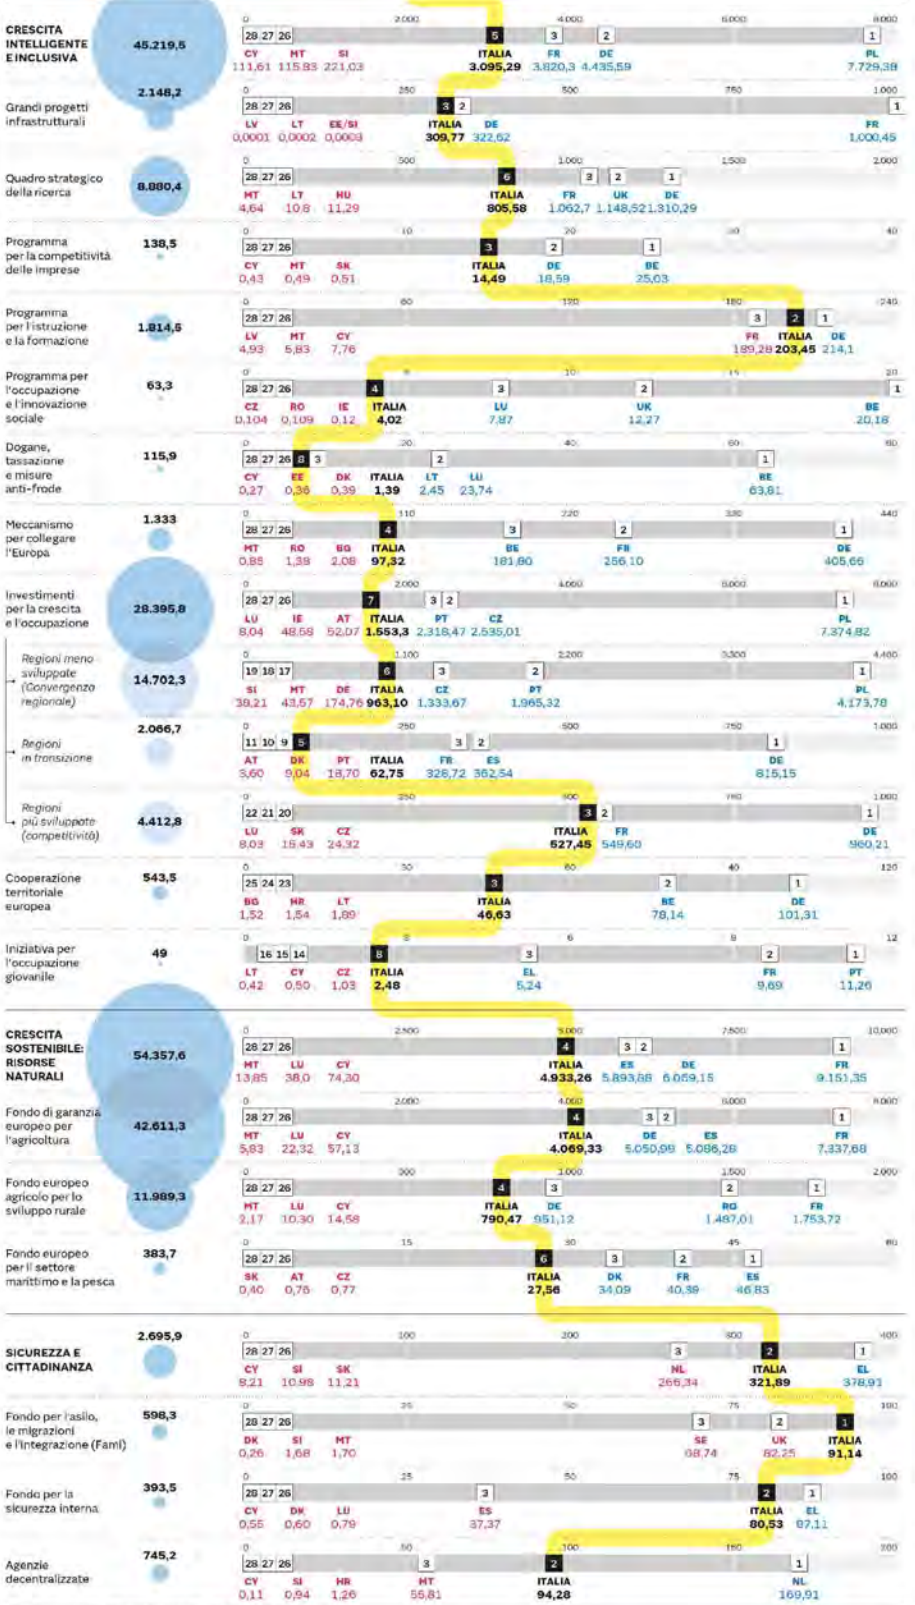 0 2.000 4.000 6.000 8.000
CRESCITA
INTELLIGENTE
E INCLUSIVA
45.219,5
28 27 26 5 3 2 1
CY MT SI ITALIA FR DE PL
111,61 115,83 221,03 3.095,29 3.820,3 4.435,59 7.729,38
0 250 500 750 1.000
Grandi progetti
infrastrutturali
2.148,2
28 27 26 3 2 1
LV LT EE/SI ITALIA DE FR
0,0001 0,0002 0,0003 309,77 322,62 1.000,45
0 500 1.000 1.500 2.000
Quadro strategico
della ricerca
8.880,4
28 27 26 6 3 2 1
MT LT HU ITALIA FR UK DE
4,64 10,8 11,29 805,58 1.062,7 1.148,52 1.310,29
0 10 20 30 40
Programma
per la competitività
delle imprese
138,5
28 27 26 3 2 1
CY MT SK ITALIA DE BE
0,43 0,49 0,51 14,49 18,59 25,03
0 60 120 180 240
Programma
per l'istruzione
e la formazione
1.814,5
28 27 26 3 2 1
LV MT CY FR ITALIA DE
4,93 5,83 7,76 189,28 203,45 214,1
0 5 10 15 20
Programma per
l'occupazione
e l'innovazione
sociale
63,3
28 27 26 4 3 2 1
CZ RO IE ITALIA LU UK BE
0,104 0,109 0,12 4,02 7,87 12,27 20,18
0 20 40 60 80
Dogane,
tassazione
e misure
anti-frode
115,9
28 27 26 8 3 2 1
CY EE DK ITALIA LT LU BE
0,27 0,36 0,39 1,39 2,45 23,74 63,81
0 110 220 330 440
Meccanismo
per collegare
l'Europa
1.333
28 27 26 4 3 2 1
MT RO BG ITALIA BE FR DE
0,85 1,38 2,08 97,32 181,80 256,10 405,66
0 2.000 4.000 6.000 8.000
Investimenti
per la crescita
e l'occupazione
28.395,8
28 27 26 7 3 2 1
LU IE AT ITALIA PT CZ PL
8,04 48,58 52,07 1.553,3 2.318,47 2.535,01 7.374,82
0 1.100 2.200 3.300 4.400
Regioni meno
sviluppate
(Convergenza
regionale)
14.702,3
19 18 17 6 3 2 1
SI MT DE ITALIA CZ PT PL
38,21 43,57 174,76 963,10 1.333,67 1.965,32 4.173,78
0 250 500 750 1.000
Regioni
in transizione
2.066,7
11 10 9 5 3 2 1
AT DK PT ITALIA FR ES DE
3,60 9,04 18,70 62,75 328,72 362,54 815,15
0 250 500 750 1.000
Regioni
più sviluppate
(competitività)
4.412,8
22 21 20 3 2 1
LU SK CZ ITALIA FR DE
8,03 15,43 24,32 527,45 549,60 960,21
0 30 60 40 120
Cooperazione
territoriale
europea
543,5
25 24 23 3 2 1
BG HR LT ITALIA BE DE
1,52 1,54 1,89 46,63 78,14 101,31
0 6 9 12
Iniziativa per
l'occupazione
giovanile
49
16 15 14 8 3 2 1
LT CY CZ ITALIA EL FR PT
0,42 0,50 1,03 2,48 5,24 9,69 11,26
0 2.500 5.000 7.500 10.000
CRESCITA
SOSTENIBILE:
RISORSE
NATURALI
54.357,6
28 27 26 4 3 2 1
MT LU CY ITALIA ES DE FR
13,85 38,0 74,30 4.933,26 5.893,88 6.059,15 9.151,35
0 2.000 4.000 8.000
Fondo di garanzia
europeo per
l'agricoltura
42.611,3
28 27 26 4 3 2 1
MT LU CY ITALIA DE ES FR
5,83 22,32 57,13 4.069,33 5.050,99 5.086,28 7.337,68
0 500 1.000 1.500 2.000
Fondo europeo
agricolo per lo
sviluppo rurale
11.989,3
28 27 26 4 3 2 1
MT LU CY ITALIA DE RO FR
2,17 10,30 14,58 790,47 951,12 1.487,01 1.753,72
0 15 30 45 60
Fondo europeo
per il settore
marittimo e la pesca
383,7
28 27 26 6 3 2 1
SK AT CZ ITALIA DK FR ES
0,40 0,76 0,77 27,56 34,09 40,39 46,83
0 100 200 300 400
SICUREZZA E
CITTADINANZA
2.695,9
28 27 26 3 2 1
CY SI SK NL ITALIA EL
8,21 10,98 11,21 266,34 321,89 378,91
0 25 50 75 100
Fondo per l'asilo,
le migrazioni
e l'integrazione (Fami)
598,3
28 27 26 3 2 1
DK SI MT SE UK ITALIA
0,26 1,68 1,70 68,74 82,25 91,14
0 25 50 75 100
Fondo per la
sicurezza interna
393,5
28 27 26 3 2 1
CY DK LU ES ITALIA EL
0,55 0,60 0,79 37,37 80,53 87,11
0 50 100 150 200
Agenzie
decentralizzate
745,2
28 27 26 3 2 1
CY SI HR MT ITALIA NL
0,11 0,94 1,26 55,81 94,28 169,91